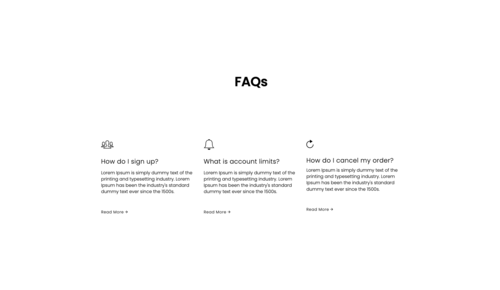 FAQs
How do I sign up?
Lorem Ipsum is simply dummy text of the
printing and typesetting industry. Lorem
Ipsum has been the industry's standard
dummy text ever since the 1500s.
Read More →
What is account limits?
Lorem Ipsum is simply dummy text of the
printing and typesetting industry. Lorem
Ipsum has been the industry's standard
dummy text ever since the 1500s.
Read More →
How do I cancel my order?
Lorem Ipsum is simply dummy text of the
printing and typesetting industry. Lorem
Ipsum has been the industry's standard
dummy text ever since the 1500s.
Read More →